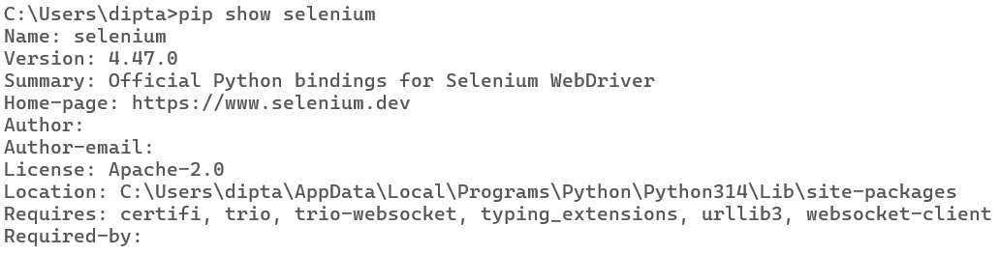 C:\Users\dipta>pip show selenium
Name: selenium
Version: 4.47.0
Summary: Official Python bindings for Selenium WebDriver
Home-page: https://www.selenium.dev
Author:
Author-email:
License: Apache-2.0
Location: C:\Users\dipta\AppData\Local\Programs\Python\Python314\Lib\site-packages
Requires: certifi, trio, trio-websocket, typing_extensions, urllib3, websocket-client
Required-by: